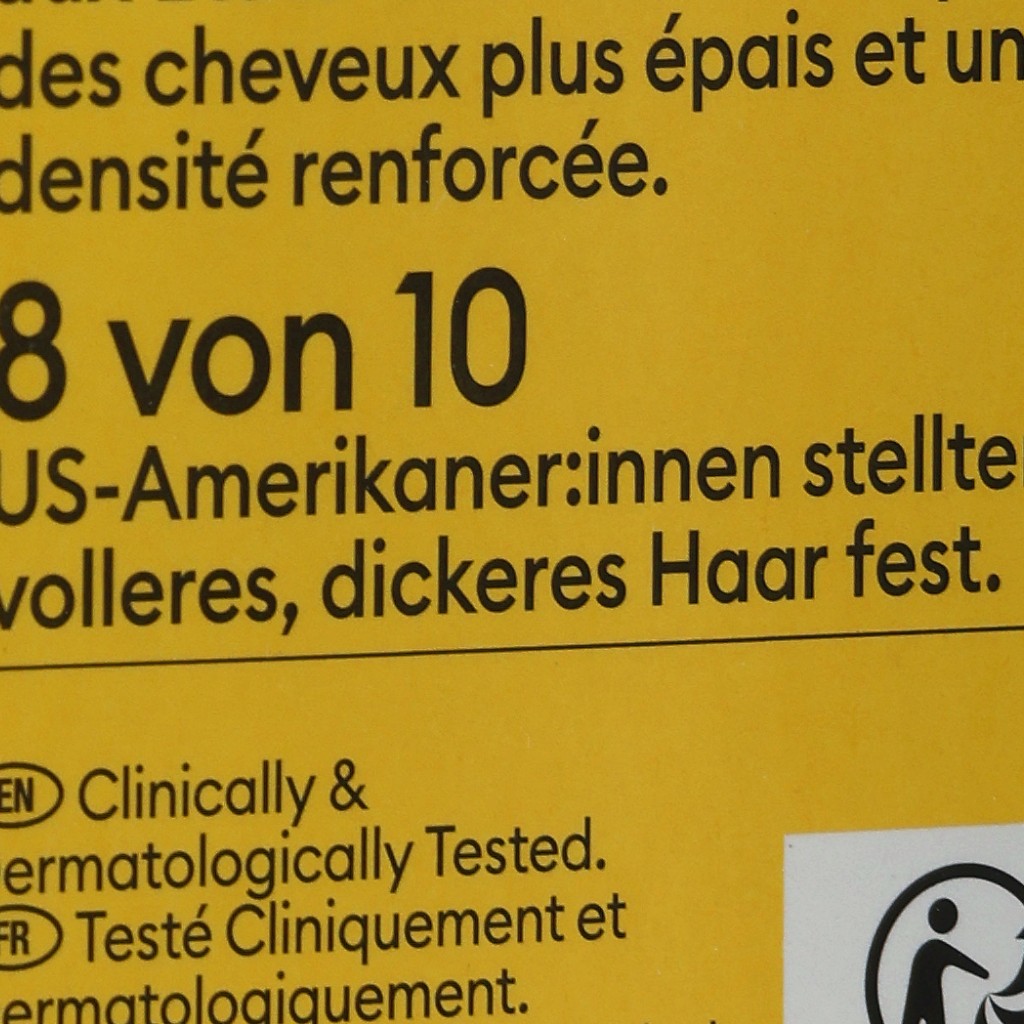 des cheveux plus épais et un
densité renforcée.
8 von 10
US-Amerikaner:innen stellte
volleres, dickeres Haar fest.
EN Clinically &
ermatologically Tested.
FR Testé Cliniquement et
ermatologiquement.